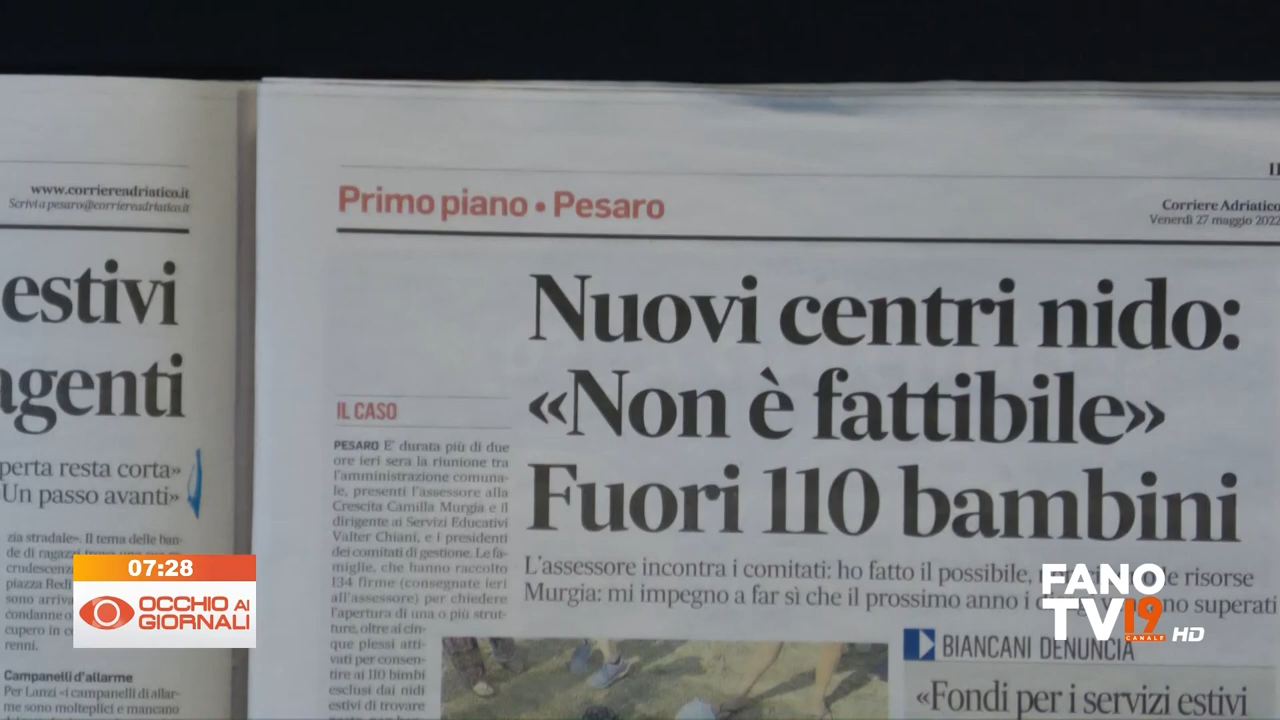 www.corriereadriatico.it
Scrivi a pesaro@corriereadriatico.it
estivi
agenti
perta resta corta»
Un passo avanti»
zia stradale». Il tema delle ban-
de di ragazzi
crudescenz
piazza Redi
sono arriva
condanne o
cupero in c
renni.
Campanelli d'allarme
Per Lanzi «i campanelli di allar-
me sono molteplici e mancano
Primo piano • Pesaro
Corriere Adriatico
Venerdì 27 maggio 2022
Nuovi centri nido:
«Non è fattibile»
Fuori 110 bambini
L'assessore incontra i comitati: ho fatto il possibile, le risorse
Murgia: mi impegno a far sì che il prossimo anno i no superati
IL CASO
PESARO E' durata più di due
ore ieri sera la riunione tra
l'amministrazione comuna-
le, presenti l'assessore alla
Crescita Camilla Murgia e il
dirigente ai Servizi Educativi
Valter Chiani, e i presidenti
dei comitati di gestione. Le fa-
miglie, che hanno raccolto
134 firme (consegnate ieri
all'assessore) per chiedere
l'apertura di una o più strut-
ture, oltre ai cin-
que plessi atti-
vati per consen-
tire ai 110 bimbi
esclusi dai nidi
estivi di trovare
BIANCANI DENUNCIA
«Fondi per i servizi estivi
07:28
OCCHIO AI
GIORNALI
FANO
TV19
CANALE HD